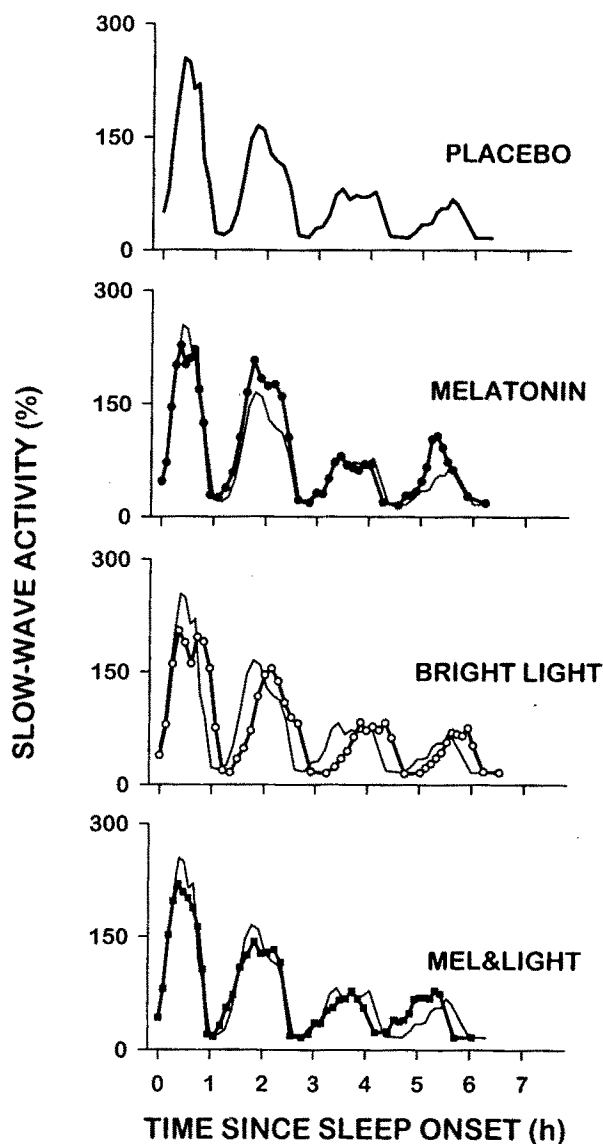 300
150
0
PLACEBO
300
150
0
MELATONIN
300
150
0
BRIGHT LIGHT
300
150
0
MEL&LIGHT
SLOW-WAVE ACTIVITY (%)
0 1 2 3 4 5 6 7
TIME SINCE SLEEP ONSET (h)